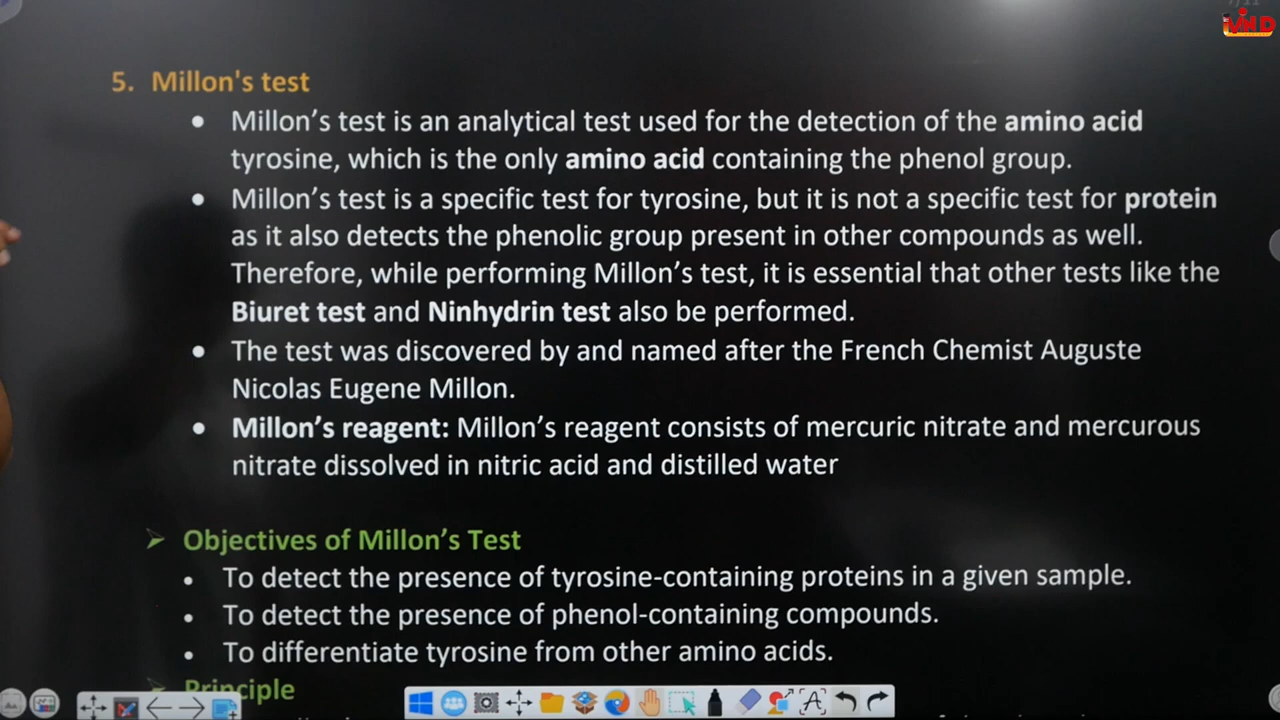 5. Millon's test
• Millon’s test is an analytical test used for the detection of the amino acid
tyrosine, which is the only amino acid containing the phenol group.
• Millon’s test is a specific test for tyrosine, but it is not a specific test for protein
as it also detects the phenolic group present in other compounds as well.
Therefore, while performing Millon’s test, it is essential that other tests like the
Biuret test and Ninhydrin test also be performed.
• The test was discovered by and named after the French Chemist Auguste
Nicolas Eugene Millon.
• Millon’s reagent: Millon’s reagent consists of mercuric nitrate and mercurous
nitrate dissolved in nitric acid and distilled water
➢ Objectives of Millon’s Test
• To detect the presence of tyrosine-containing proteins in a given sample.
• To detect the presence of phenol-containing compounds.
• To differentiate tyrosine from other amino acids.
Principle